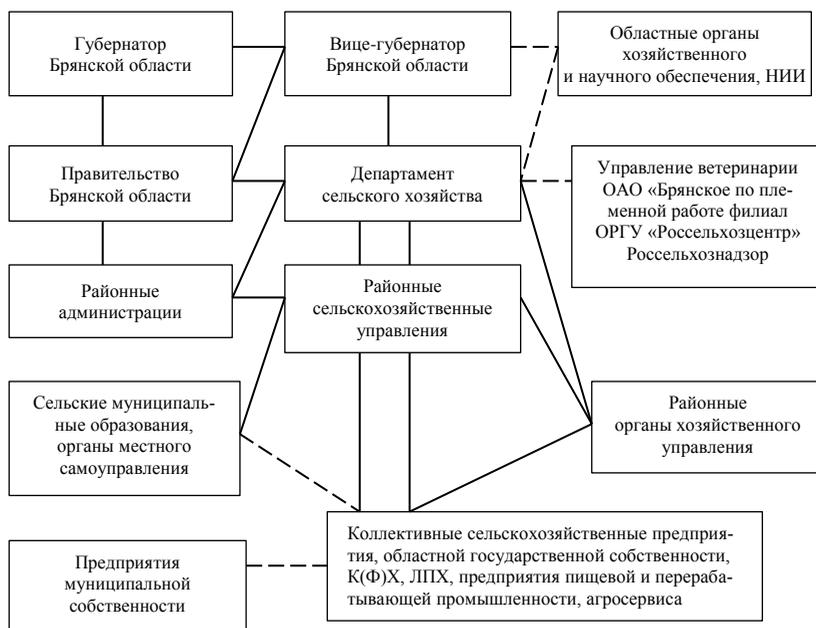 Губернатор
Брянской области
Вице-губернатор
Брянской области
Областные органы
хозяйственного
и научного обеспечения, НИИ
Правительство
Брянской области
Департамент
сельского хозяйства
Управление ветеринарии
ОАО «Брянское по пле-
менной работе филиал
ОРГУ «Россельхозцентр»
Россельхознадзор
Районные
администрации
Районные
сельскохозяйственные
управления
Сельские муниципаль-
ные образования,
органы местного
самоуправления
Районные
органы хозяйственного
управления
Предприятия
муниципальной
собственности
Коллективные сельскохозяйственные предприя-
тия, областной государственной собственности,
К(Ф)Х, ЛПХ, предприятия пищевой и перераба-
тывающей промышленности, агросервиса